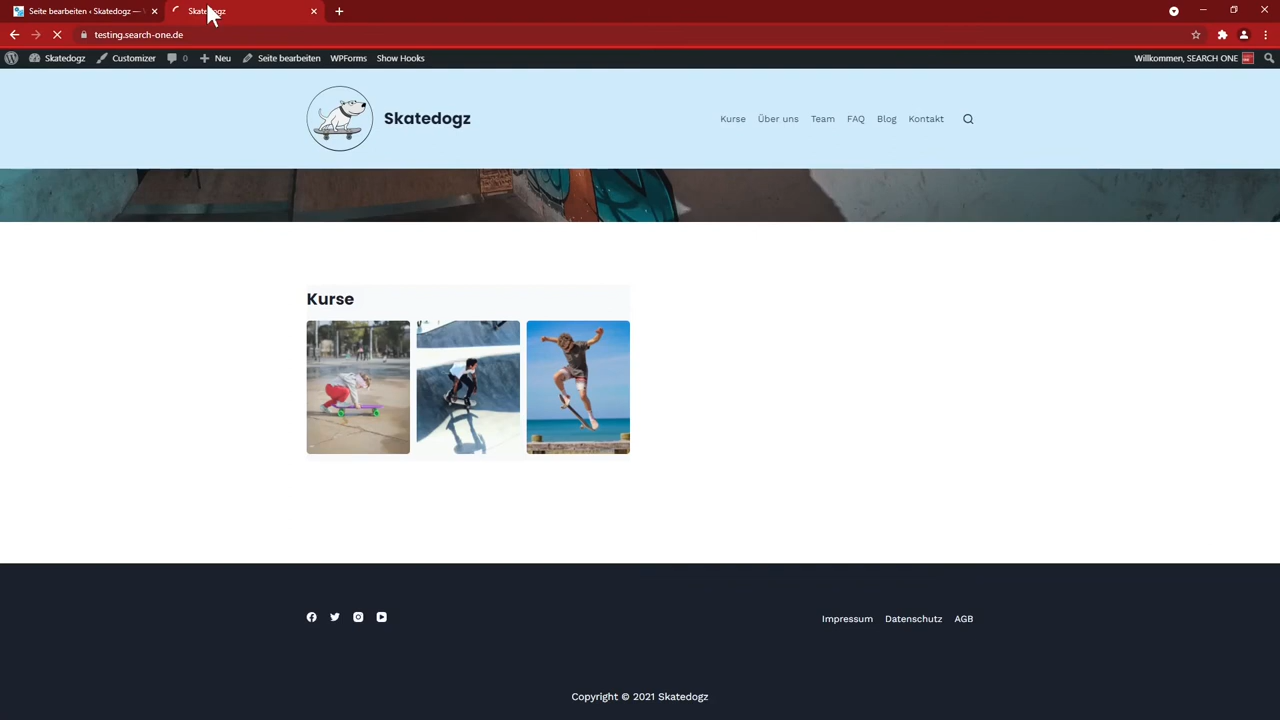 Seite bearbeiten ‹ Skatedogz —
Skatedogz
testing.search-one.de
Skatedogz
Customizer
0
Neu
Seite bearbeiten
WPForms
Show Hooks
Willkommen, SEARCH ONE
Skatedogz
Kurse
Über uns
Team
FAQ
Blog
Kontakt
Kurse
Impressum
Datenschutz
AGB
Copyright © 2021 Skatedogz